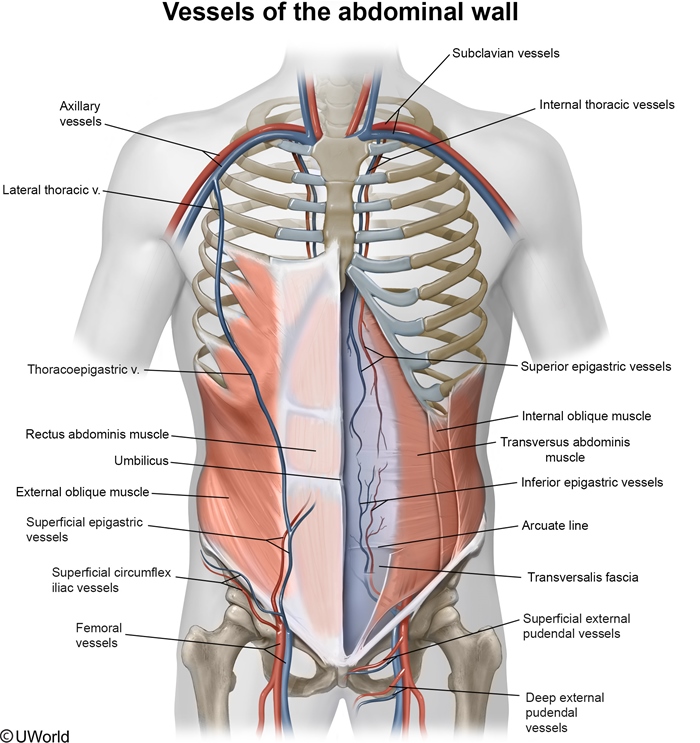 Vessels of the abdominal wall
Subclavian vessels
Axillary
vessels
Internal thoracic vessels
Lateral thoracic v.
Thoracoepigastric v.
Superior epigastric vessels
Internal oblique muscle
Rectus abdominis muscle
Transversus abdominis
muscle
Umbilicus
Inferior epigastric vessels
External oblique muscle
Superficial epigastric
vessels
Arcuate line
Superficial circumflex
iliac vessels
Transversalis fascia
Femoral
vessels
Superficial external
pudendal vessels
Deep external
pudendal
vessels
©UWorld